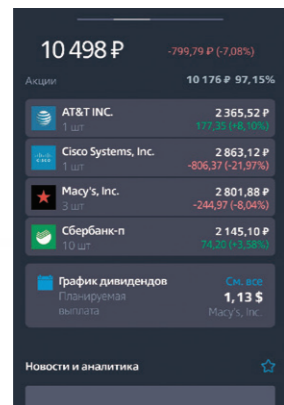 10 498 ₽ -799,79 ₽ (-7,08%)
Акции 10 176 ₽ 97,15%
AT&T INC. 2 365,52 ₽
1 шт 177,35 (+8,10%)
Cisco Systems, Inc. 2 863,12 ₽
1 шт -806,37 (-21,97%)
Macy's, Inc. 2 801,88 ₽
3 шт -244,97 (-8,04%)
Сбербанк-п 2 145,10 ₽
10 шт 74,20 (+3,58%)
График дивидендов См. все
Планируемая 1,13 $
выплата Macy's, Inc.
Новости и аналитика